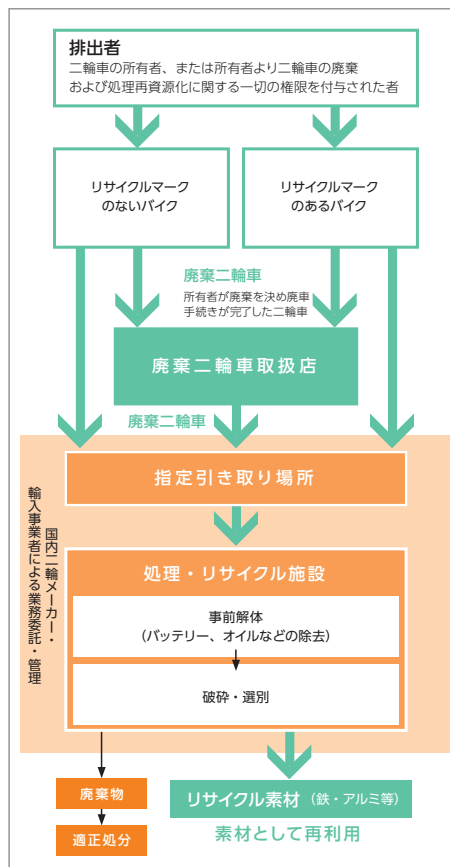 排出者
二輪車の所有者、または所有者より二輪車の廃棄
および処理再資源化に関する一切の権限を付与された者
リサイクルマーク
のないバイク
リサイクルマーク
のあるバイク
廃棄二輪車
所有者が廃棄を決め廃車
手続きが完了した二輪車
廃棄二輪車取扱店
廃棄二輪車
指定引き取り場所
国内二輪メーカー・
輸入事業者による業務委託・管理
処理・リサイクル施設
事前解体
(バッテリー、オイルなどの除去)
破砕・選別
廃棄物
適正処分
リサイクル素材（鉄・アルミ等）
素材として再利用